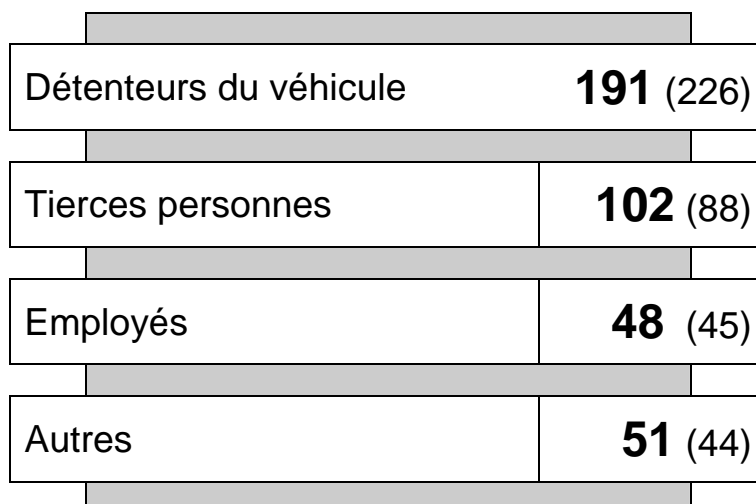 Détenteurs du véhicule 191 (226)
Tierces personnes 102 (88)
Employés 48 (45)
Autres 51 (44)